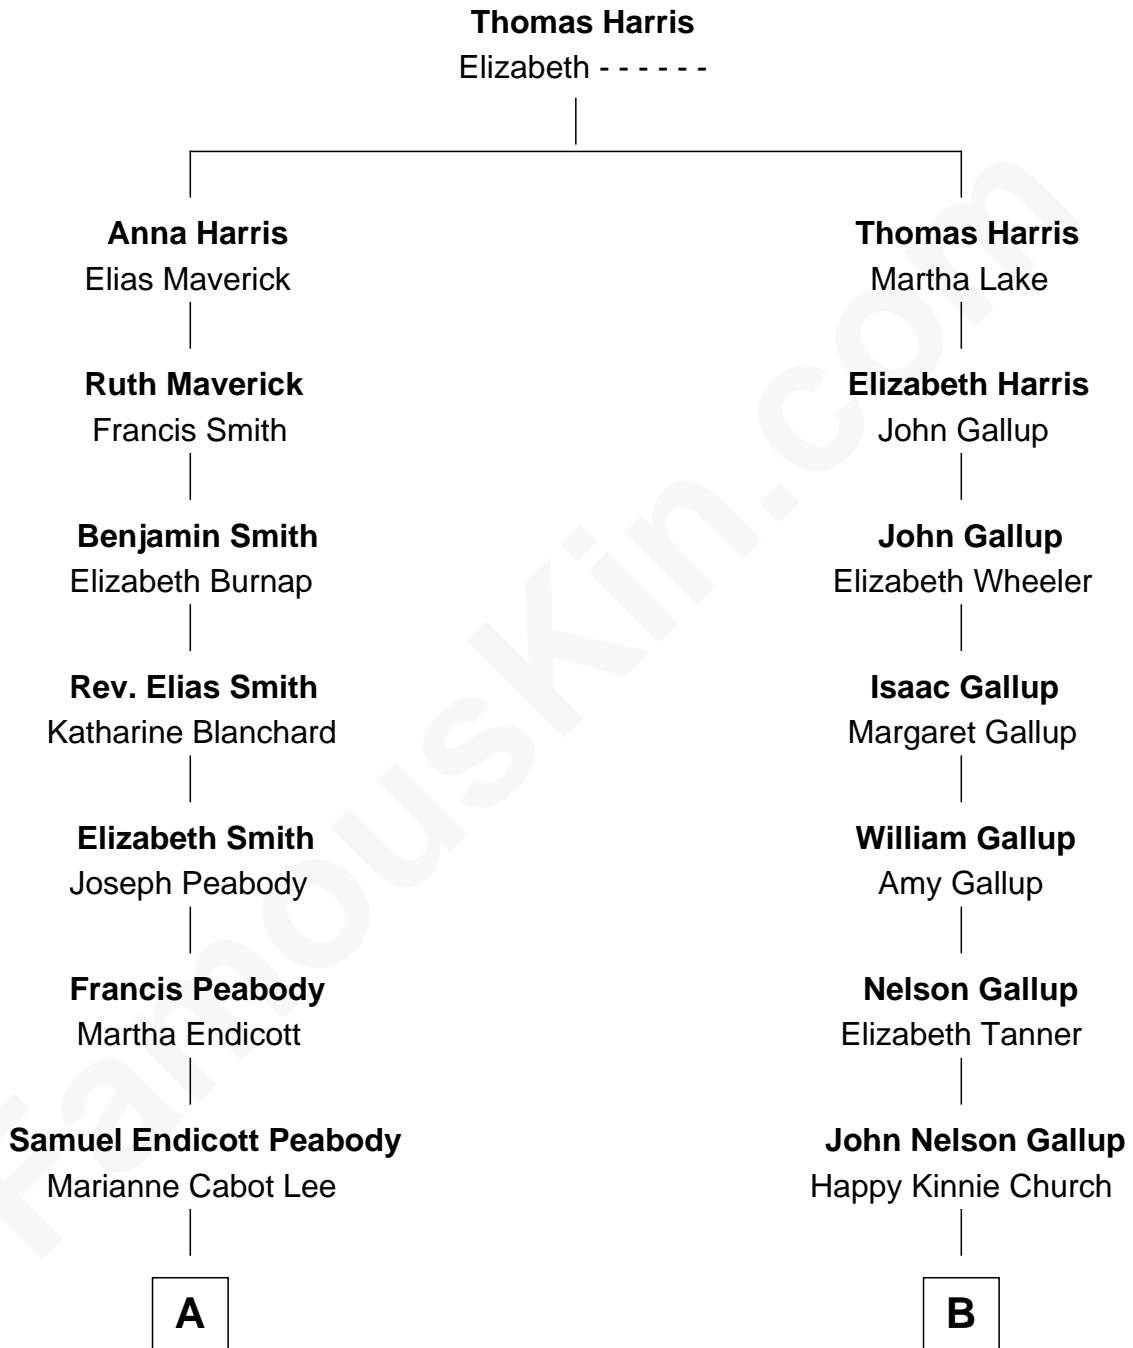 Thomas Harris
Elizabeth - - - - - -
Anna Harris
Elias Maverick
Thomas Harris
Martha Lake
Ruth Maverick
Francis Smith
Elizabeth Harris
John Gallup
Benjamin Smith
Elizabeth Burnap
John Gallup
Elizabeth Wheeler
Rev. Elias Smith
Katharine Blanchard
Isaac Gallup
Margaret Gallup
Elizabeth Smith
Joseph Peabody
William Gallup
Amy Gallup
Francis Peabody
Martha Endicott
Nelson Gallup
Elizabeth Tanner
Samuel Endicott Peabody
Marianne Cabot Lee
John Nelson Gallup
Happy Kinnie Church
A
B
FamousKin.com